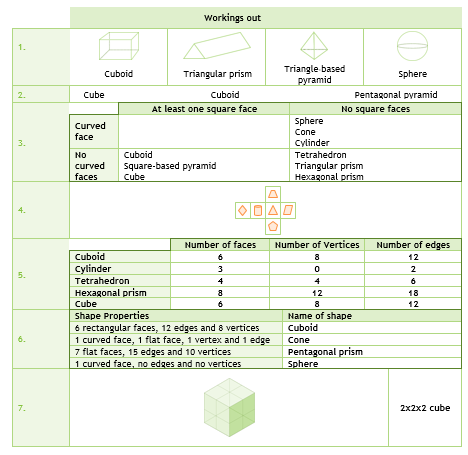 Workings out
1.
Cuboid
Triangular prism
Triangle-based
pyramid
Sphere
2.
Cube
Cuboid
Pentagonal pyramid
3.
At least one square face
No square faces
Curved
face
Sphere
Cone
Cylinder
No
curved
faces
Cuboid
Square-based pyramid
Cube
Tetrahedron
Triangular prism
Hexagonal prism
4.
5.
Number of faces
Number of Vertices
Number of edges
Cuboid 6 8 12
Cylinder 3 0 2
Tetrahedron 4 4 6
Hexagonal prism 8 12 18
Cube 6 8 12
6.
Shape Properties
Name of shape
6 rectangular faces, 12 edges and 8 vertices
Cuboid
1 curved face, 1 flat face, 1 vertex and 1 edge
Cone
7 flat faces, 15 edges and 10 vertices
Pentagonal prism
1 curved face, no edges and no vertices
Sphere
7.
2x2x2 cube